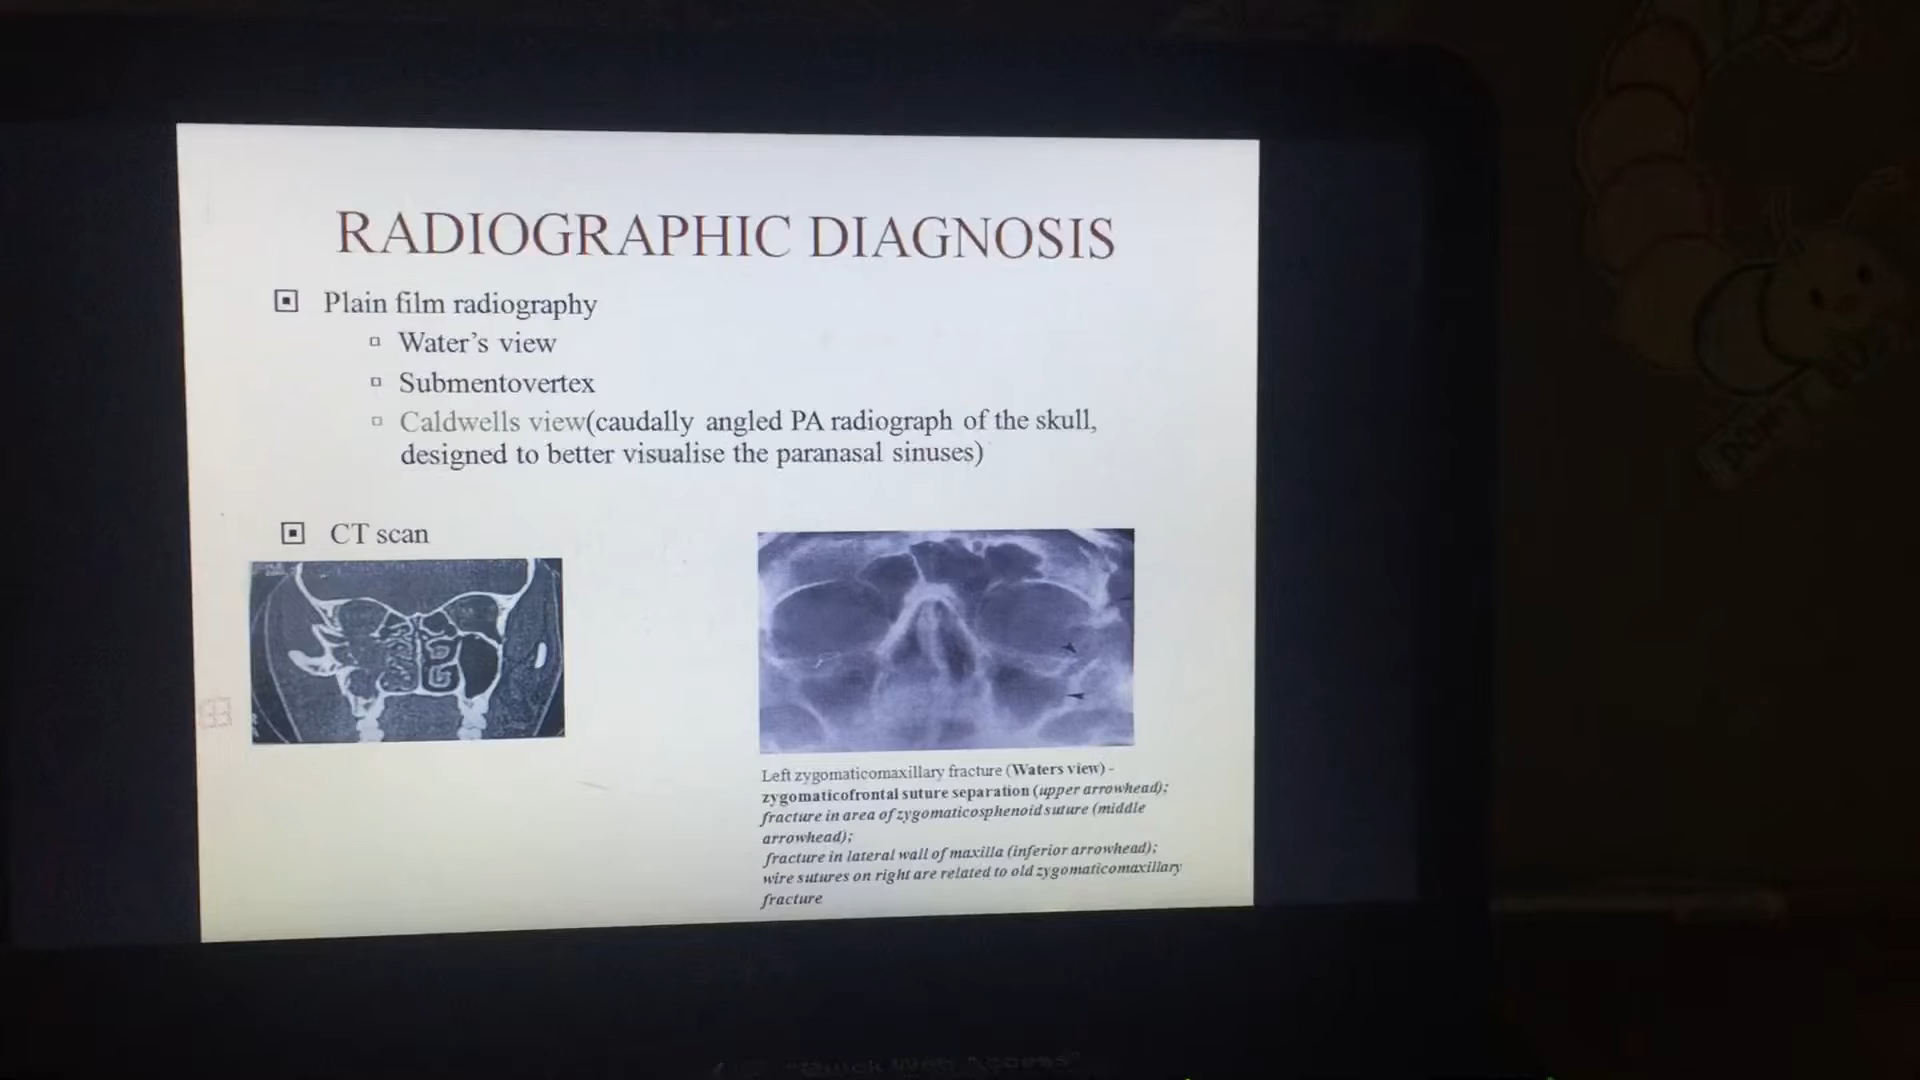 RADIOGRAPHIC DIAGNOSIS
Plain film radiography
Water's view
Submentovertex
Caldwells view(caudally angled PA radiograph of the skull,
designed to better visualise the paranasal sinuses)
CT scan
Left zygomaticomaxillary fracture (Waters view) -
zygomaticofrontal suture separation (upper arrowhead);
fracture in area of zygomaticosphenoid suture (middle
arrowhead);
fracture in lateral wall of maxilla (inferior arrowhead);
wire sutures on right are related to old zygomaticomaxillary
fracture